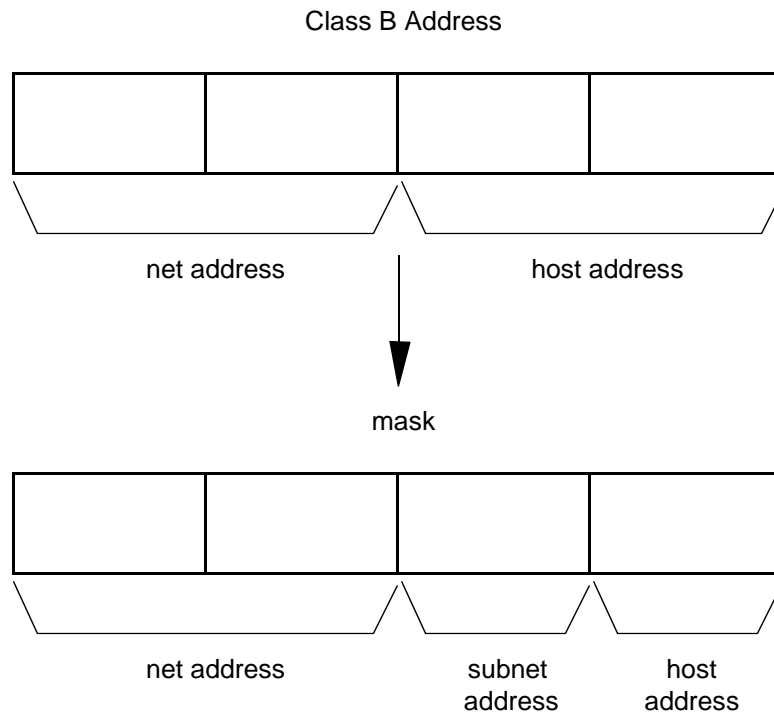 Class B Address
net address
host address
mask
net address
subnet address
host address